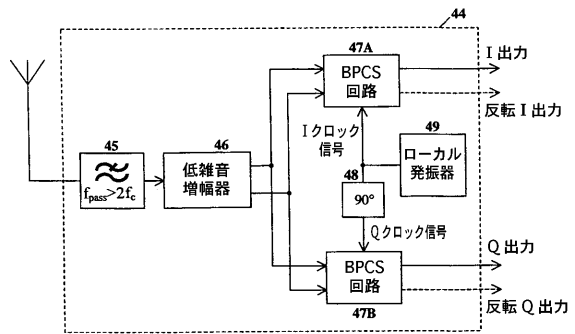 44
47A
BPCS
回路
I 出力
反転 I 出力
45
fpass>2fc
46
低雑音
増幅器
I クロック
信号
49
ローカル
発振器
48
90°
Q クロック信号
BPCS
回路
47B
Q 出力
反転 Q 出力